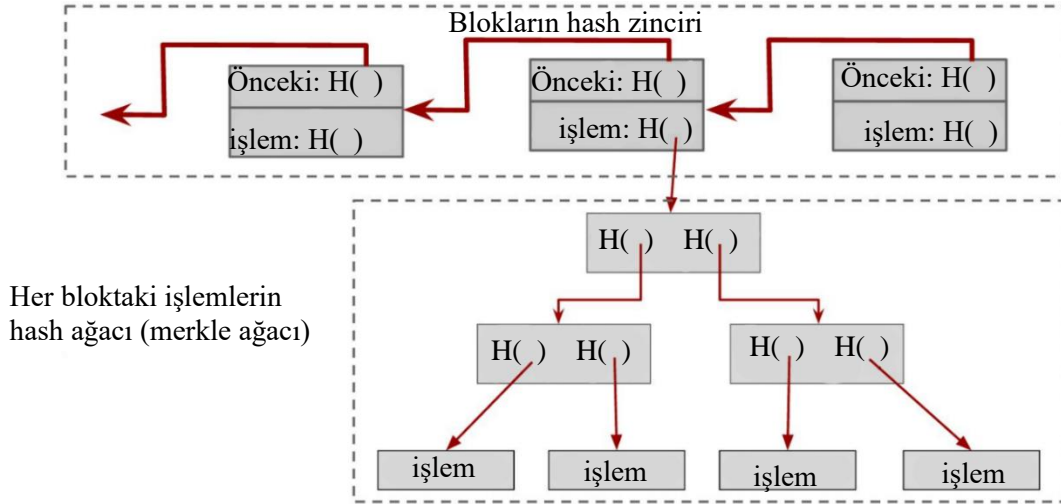 Blokların hash zinciri
Önceki: H( )
işlem: H( )
Önceki: H( )
işlem: H( )
Önceki: H( )
işlem: H( )
H( ) H( )
Her bloktaki işlemlerin
hash ağacı (merkle ağacı)
H( ) H( )
H( ) H( )
işlem
işlem
işlem
işlem